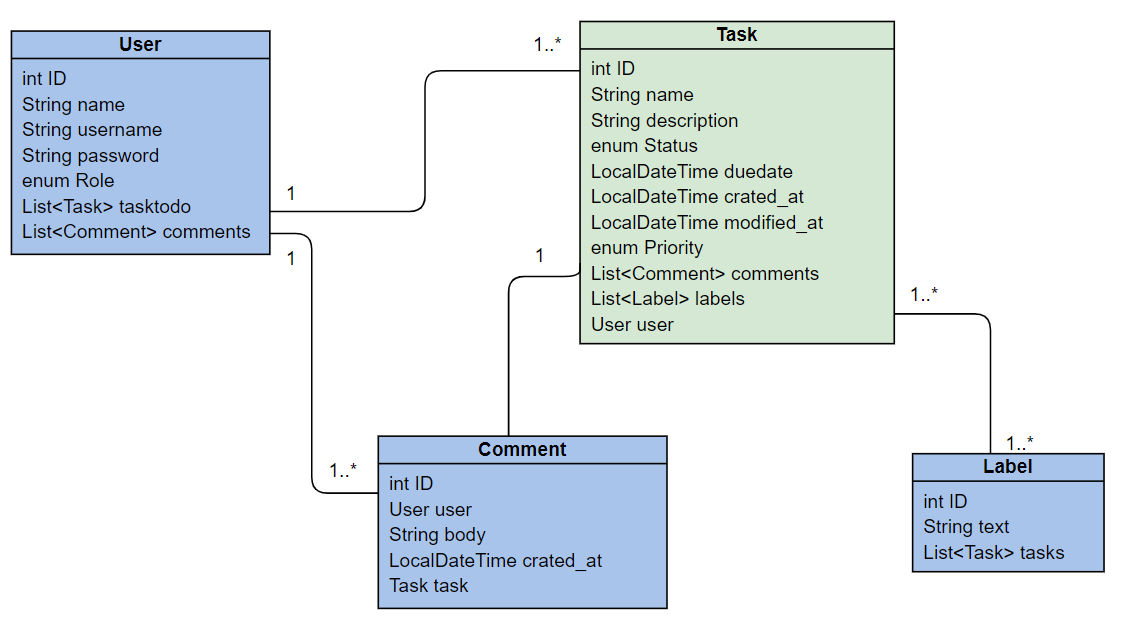 User
int ID
String name
String username
String password
enum Role
List<Task> tasktodo
List<Comment> comments
1
1
1..*
Task
int ID
String name
String description
enum Status
LocalDateTime duedate
LocalDateTime crated_at
LocalDateTime modified_at
enum Priority
List<Comment> comments
List<Label> labels
User user
1
1..*
1..*
Comment
int ID
User user
String body
LocalDateTime crated_at
Task task
1..*
Label
int ID
String text
List<Task> tasks